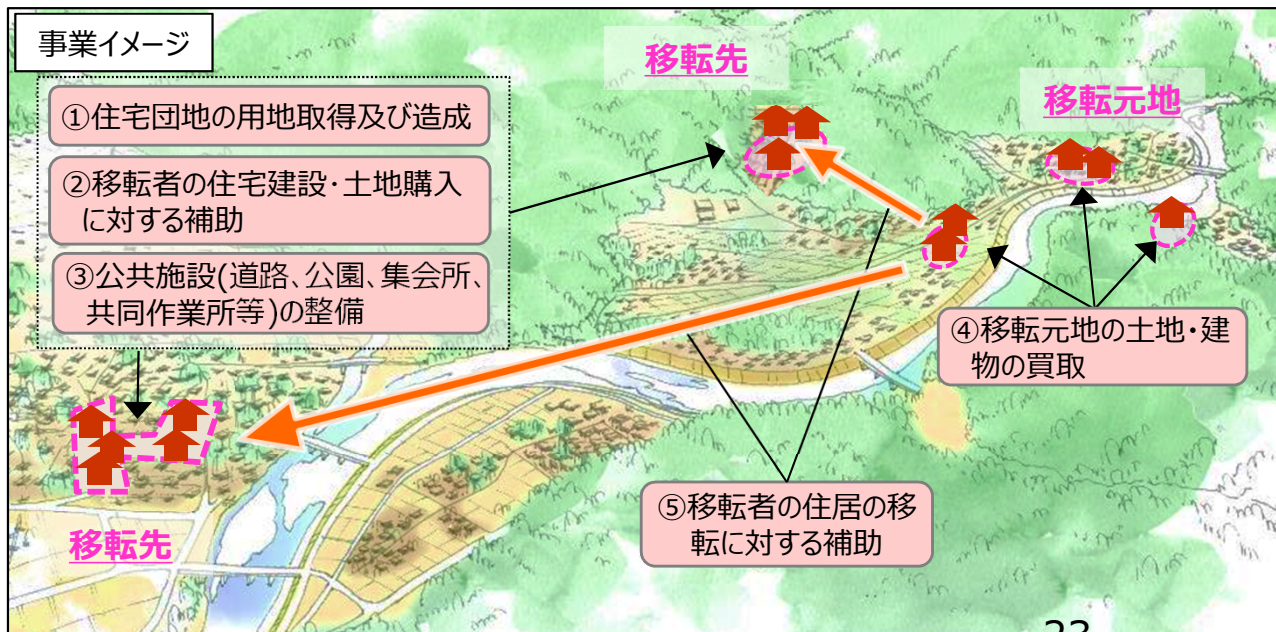 事業イメージ
移転先
移転元地
①住宅団地の用地取得及び造成
②移転者の住宅建設・土地購入
に対する補助
③公共施設(道路、公園、集会所、
共同作業所等)の整備
④移転元地の土地・建
物の買取
⑤移転者の住居の移
転に対する補助
移転先
23